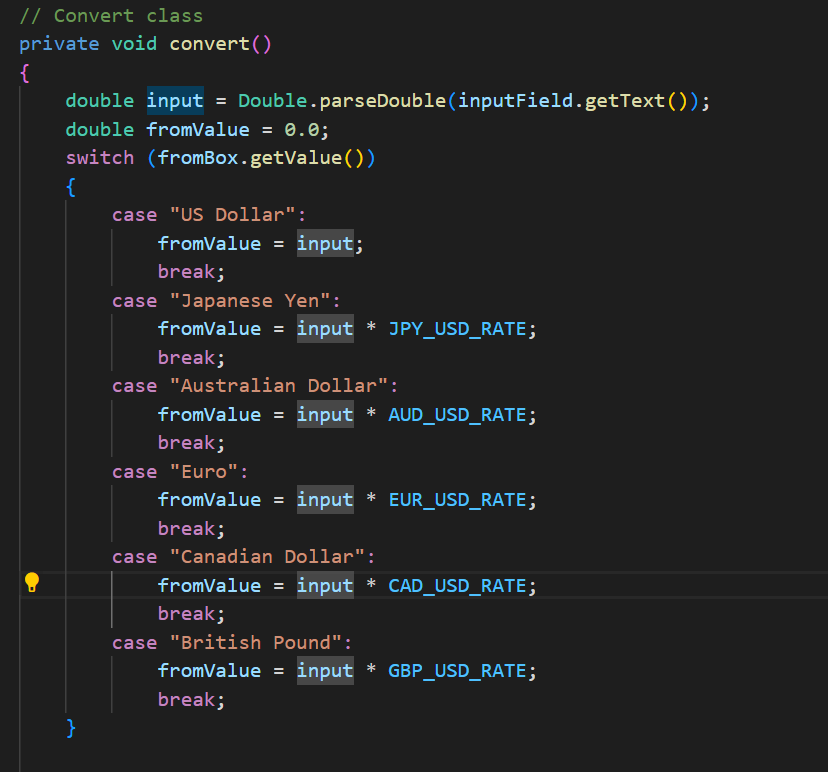 // Convert class
private void convert()
{
    double input = Double.parseDouble(inputField.getText());
    double fromValue = 0.0;
    switch (fromBox.getValue())
    {
        case "US Dollar":
            fromValue = input;
            break;
        case "Japanese Yen":
            fromValue = input * JPY_USD_RATE;
            break;
        case "Australian Dollar":
            fromValue = input * AUD_USD_RATE;
            break;
        case "Euro":
            fromValue = input * EUR_USD_RATE;
            break;
        case "Canadian Dollar":
            fromValue = input * CAD_USD_RATE;
            break;
        case "British Pound":
            fromValue = input * GBP_USD_RATE;
            break;
    }